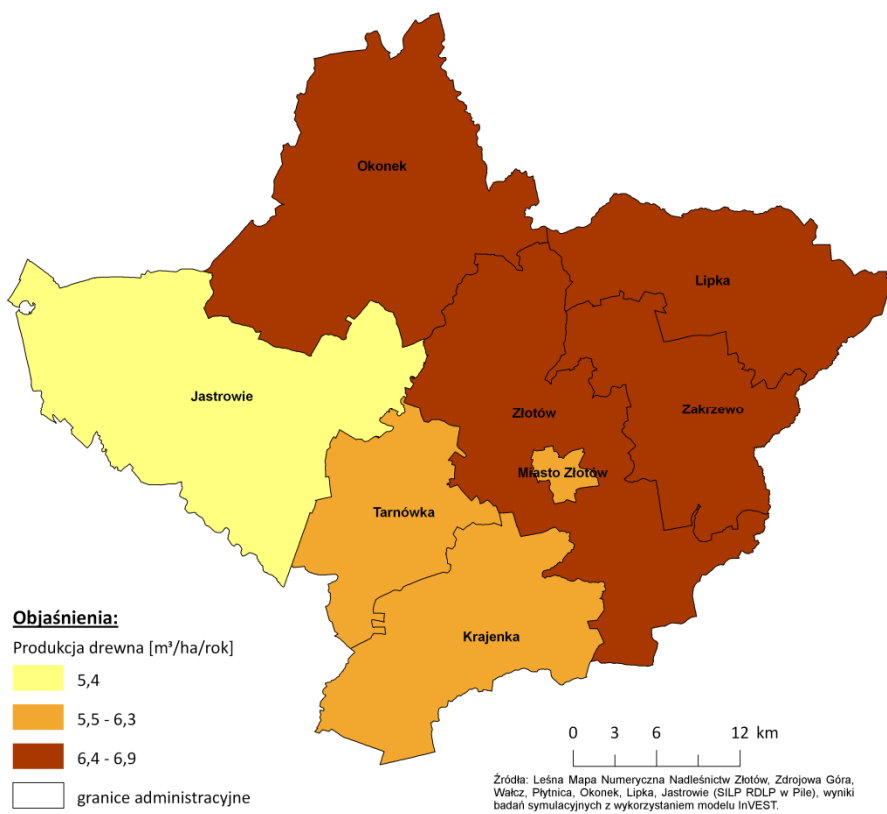 Okonek
Lipka
Jastrowie
Złotów
Zakrzewo
Miasto Złotów
Tarnówka
Krajenka
Objaśnienia:
Produkcja drewna [m³/ha/rok]
5,4
5,5 - 6,3
6,4 - 6,9
granice administracyjne
0 3 6 12 km
Źródła: Leśna Mapa Numeryczna Nadleśnictw Złotów, Zdrojowa Góra,
Wałcz, Płytnica, Okonek, Lipka, Jastrowie (SILP RDLP w Pile), wyniki
badań symulacyjnych z wykorzystaniem modelu InVEST.